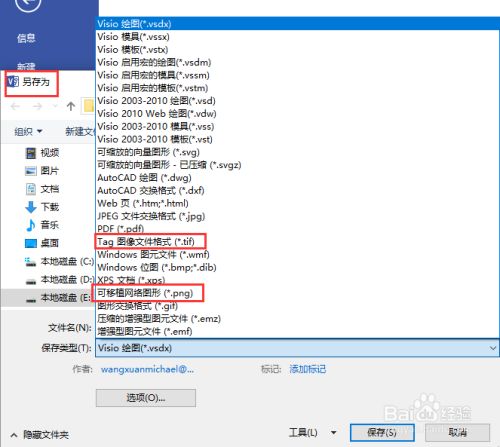 信息
新建
另存为
Visio 绘图(*.vsdx)
Visio 模具(*.vssx)
Visio 模板(*.vstx)
Visio 启用宏的绘图(*.vsdm)
Visio 启用宏的模具(*.vssm)
Visio 启用宏的模板(*.vstm)
Visio 2003-2010 绘图(*.vsd)
Visio 2010 Web 绘图(*.vdw)
Visio 2003-2010 模具(*.vss)
Visio 2003-2010 模板(*.vst)
可缩放的向量图形(*.svg)
可缩放的向量图形 - 已压缩 (*.svgz)
AutoCAD 绘图 (*.dwg)
AutoCAD 交换格式 (*.dxf)
Web 页 (*.htm;*.html)
JPEG 文件交换格式 (*.jpg)
PDF (*.pdf)
Tag 图像文件格式 (*.tif)
Windows 图元文件 (*.wmf)
Windows 位图 (*.bmp;*.dib)
XPS 文档 (*.xps)
可移植网络图形 (*.png)
图形交换格式 (*.gif)
压缩的增强型图元文件 (*.emz)
增强型图元文件 (*.emf)
组织
新建文件
视频
图片
文档
下载
音乐
桌面
本地磁盘 (C:)
本地磁盘 (D:)
本地磁盘 (E:
文件名(N):
保存类型(T):
Visio 绘图(*.vsdx)
作者:
wangxuanmichael@...
标记:
添加标记
选项(O)...
隐藏文件夹
工具(L)
保存(S)
取消
Baidu 经验